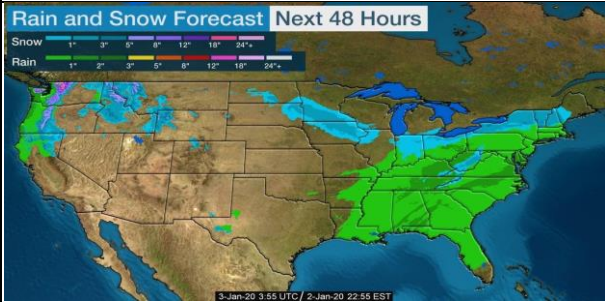 Rain and Snow Forecast Next 48 Hours
Snow 1" 3" 5" 8" 12" 18" 24"+
Rain 1" 2" 3" 5" 8" 12" 18" 24"+
3-Jan-20 3:55 UTC / 2-Jan-20 22:55 EST